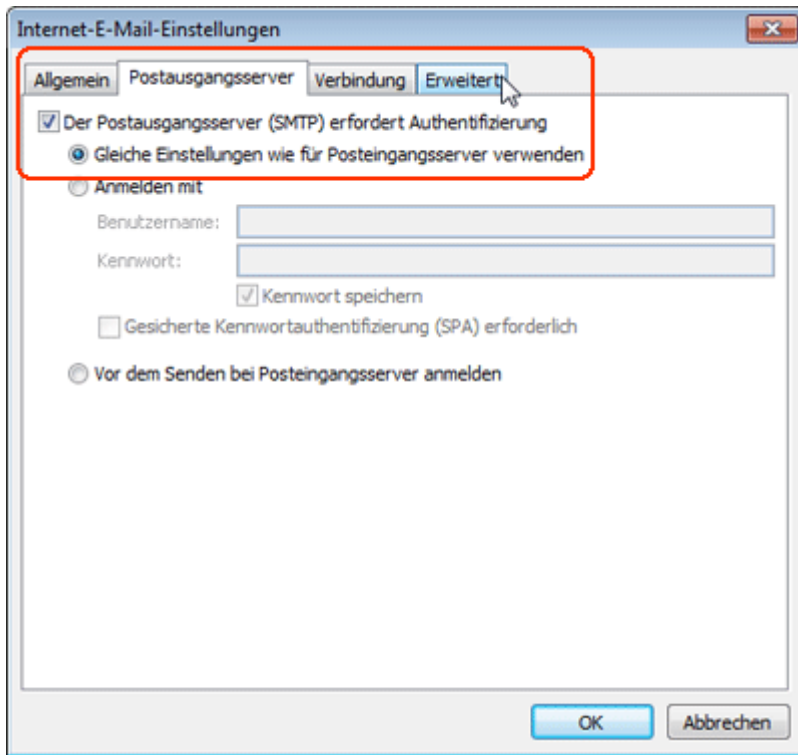 Internet-E-Mail-Einstellungen
Allgemein Postausgangsserver Verbindung Erweitert
Der Postausgangsserver (SMTP) erfordert Authentifizierung
Gleiche Einstellungen wie für Posteingangsserver verwenden
Anmelden mit
Benutzername:
Kennwort:
Kennwort speichern
Gesicherte Kennwortauthentifizierung (SPA) erforderlich
Vor dem Senden bei Posteingangsserver anmelden
OK Abbrechen